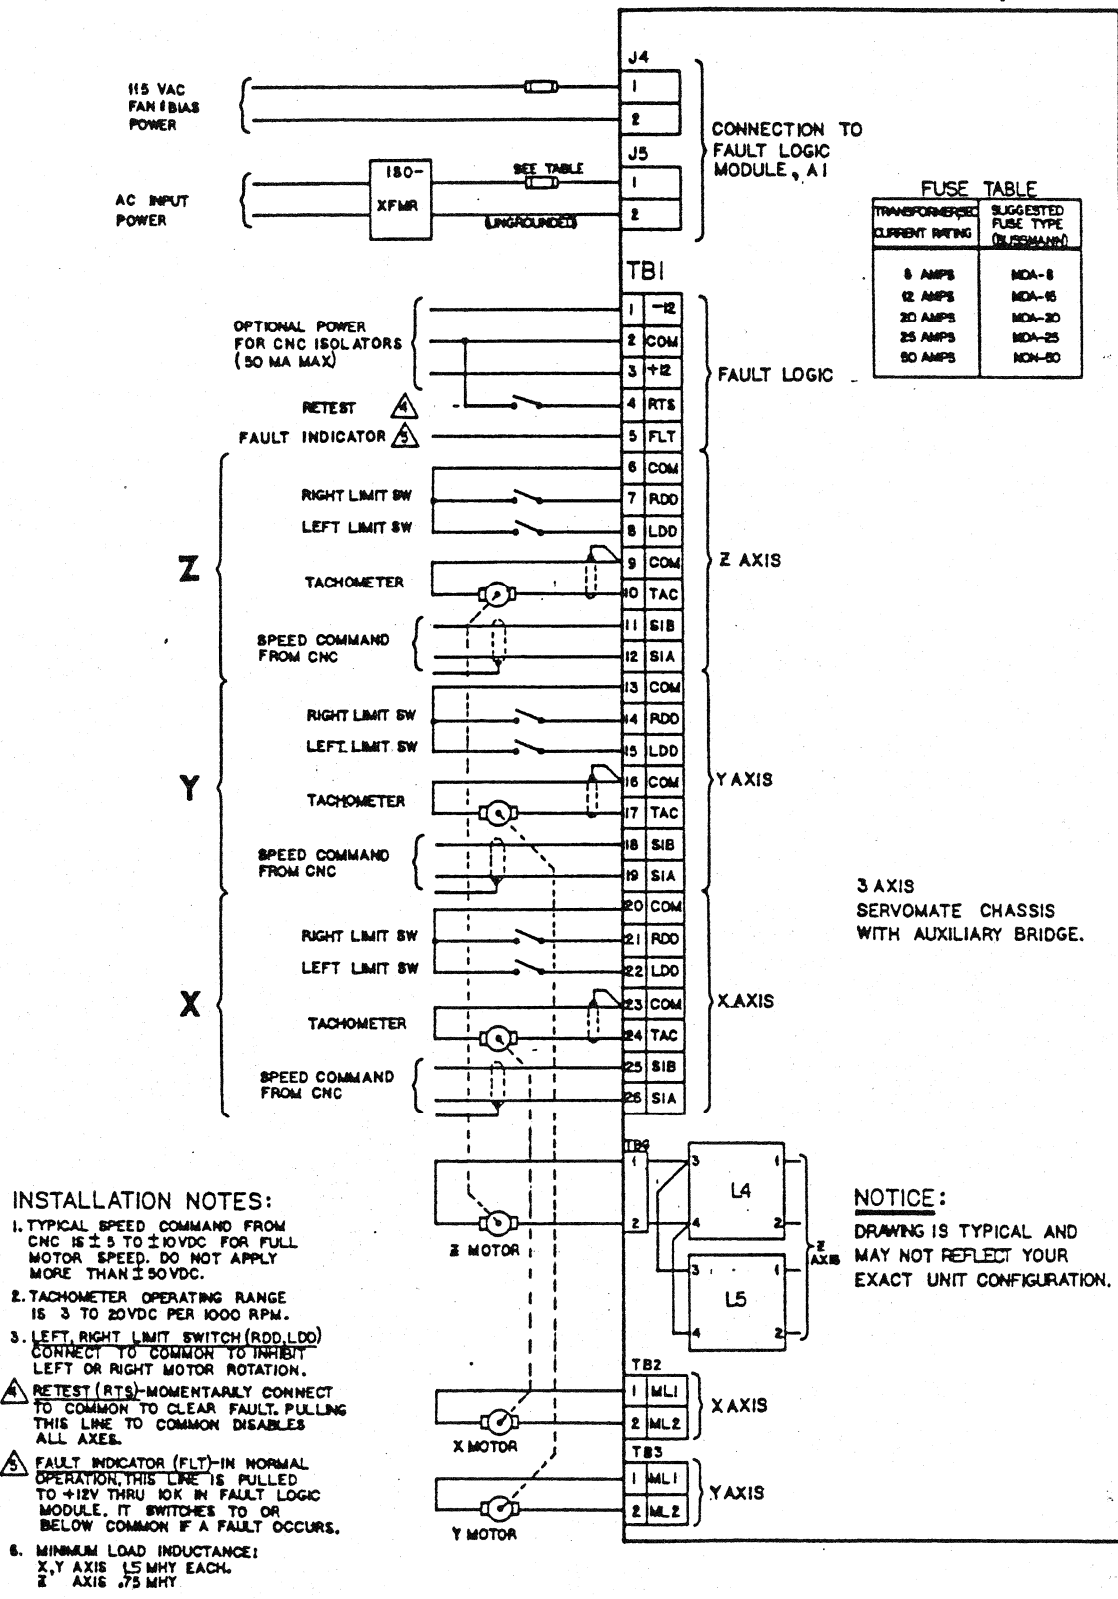 J4
115 VAC
FAN & BIAS
POWER
1
2
CONNECTION TO
FAULT LOGIC
MODULE, A1
J5
AC INPUT
POWER
ISO-
XFMR
SEE TABLE
(UNGROUNDED)
1
2
FUSE TABLE
TRANSFORMER SEC
CURRENT RATING
SUGGESTED
FUSE TYPE
(BUSSMANN)
8 AMPS MDA-8
12 AMPS MDA-15
20 AMPS MDA-20
25 AMPS MDA-25
50 AMPS NON-50
TB1
OPTIONAL POWER
FOR CNC ISOLATORS
(50 MA MAX)
1 -12
2 COM
3 +12
RETEST 4
4 RTS
FAULT INDICATOR 5
5 FLT
FAULT LOGIC
Z
6 COM
RIGHT LIMIT SW
7 RDD
LEFT LIMIT SW
8 LDD
9 COM
TACHOMETER
10 TAC
SPEED COMMAND
FROM CNC
11 SIB
12 SIA
Z AXIS
Y
13 COM
RIGHT LIMIT SW
14 RDD
LEFT LIMIT SW
15 LDD
16 COM
TACHOMETER
17 TAC
SPEED COMMAND
FROM CNC
18 SIB
19 SIA
Y AXIS
3 AXIS
SERVOMATE CHASSIS
WITH AUXILIARY BRIDGE.
X
20 COM
RIGHT LIMIT SW
21 RDD
LEFT LIMIT SW
22 LDD
23 COM
TACHOMETER
24 TAC
SPEED COMMAND
FROM CNC
25 SIB
26 SIA
X AXIS
1
2
Z MOTOR
3
4
L4
1
2
3
4
L5
1
2
Z
AXIS
NOTICE:
DRAWING IS TYPICAL AND
MAY NOT REFLECT YOUR
EXACT UNIT CONFIGURATION.
TB2
1 ML1
2 ML2
X MOTOR
X AXIS
TB3
1 ML1
2 ML2
Y MOTOR
Y AXIS
INSTALLATION NOTES:
1. TYPICAL SPEED COMMAND FROM
CNC IS ± 5 TO ±10VDC FOR FULL
MOTOR SPEED. DO NOT APPLY
MORE THAN ± 50 VDC.
2. TACHOMETER OPERATING RANGE
IS 3 TO 20VDC PER 1000 RPM.
3. LEFT, RIGHT LIMIT SWITCH (RDD,LDD)
CONNECT TO COMMON TO INHIBIT
LEFT OR RIGHT MOTOR ROTATION.
4 RETEST (RTS)-MOMENTARILY CONNECT
TO COMMON TO CLEAR FAULT. PULLING
THIS LINE TO COMMON DISABLES
ALL AXES.
5 FAULT INDICATOR (FLT)-IN NORMAL
OPERATION, THIS LINE IS PULLED
TO +12V THRU 10K IN FAULT LOGIC
MODULE. IT SWITCHES TO OR
BELOW COMMON IF A FAULT OCCURS.
6. MINIMUM LOAD INDUCTANCE:
X,Y AXIS 1.5 MHY EACH.
Z AXIS .75 MHY